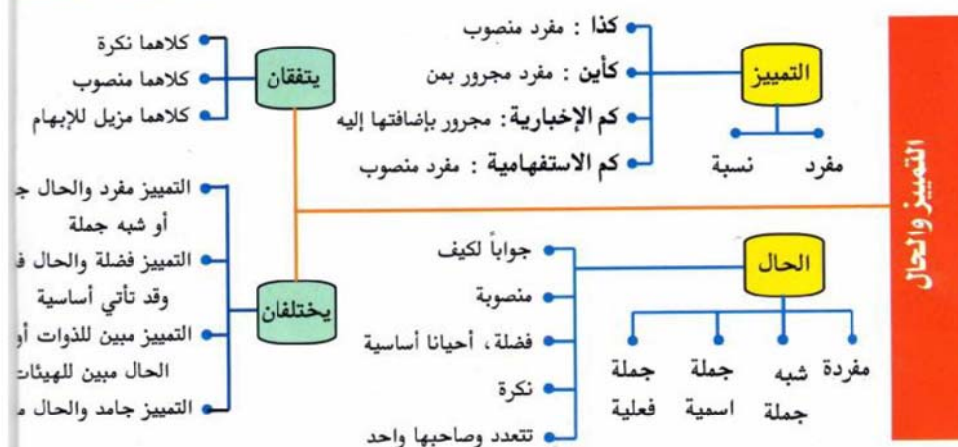 التمييز والحال
التمييز
مفرد
نسبة
كذا : مفرد منصوب
كأين : مفرد مجرور بمن
كم الإخبارية : مجرور بإضافتها إليه
كم الاستفهامية : مفرد منصوب
الحال
مفردة
شبه
جملة
جملة
اسمية
جملة
فعلية
جواباً لكيف
منصوبة
فضلة، أحيانا أساسية
نكرة
تتعدد وصاحبها واحد
يتفقان
كلاهما نكرة
كلاهما منصوب
كلاهما مزيل للإبهام
يختلفان
التمييز مفرد والحال
أو شبه جملة
التمييز فضلة والحال
وقد تأتي أساسية
التمييز مبين للذوات أو
الحال مبين للهيئات
التمييز جامد والحال